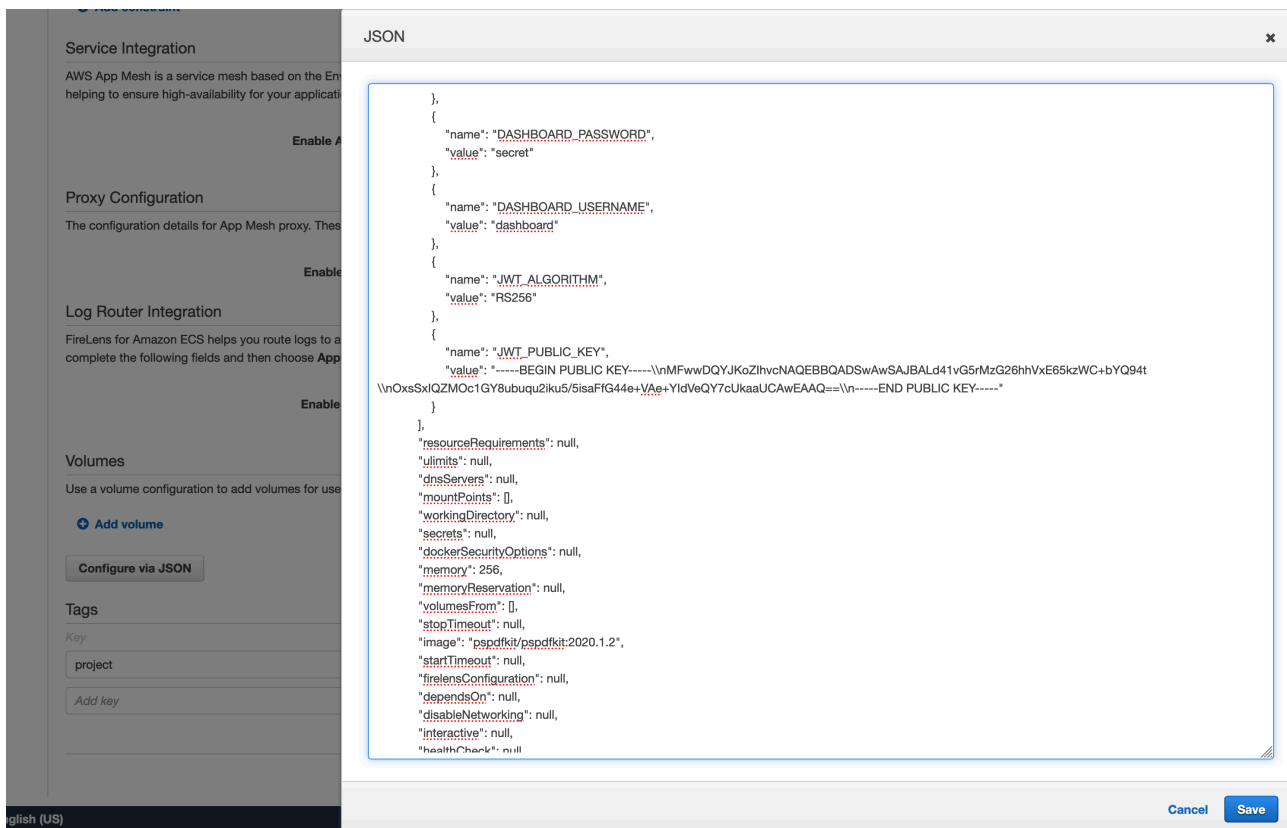 Service Integration
AWS App Mesh is a service mesh based on the En
helping to ensure high-availability for your applicati
Enable A
Proxy Configuration
The configuration details for App Mesh proxy. Thes
Enable
Log Router Integration
FireLens for Amazon ECS helps you route logs to a
complete the following fields and then choose App
Enable
Volumes
Use a volume configuration to add volumes for use
Add volume
Configure via JSON
Tags
Key
project
Add key
nglish (US)
JSON
},
{
"name": "DASHBOARD_PASSWORD",
"value": "secret"
},
{
"name": "DASHBOARD_USERNAME",
"value": "dashboard"
},
{
"name": "JWT_ALGORITHM",
"value": "RS256"
},
{
"name": "JWT_PUBLIC_KEY",
"value": "-----BEGIN PUBLIC KEY-----\\nMFwwDQYJKoZIhvcNAQEBBQADSwAwSAJBALd41vG5rMzG26hhVxE65kzWC+bYQ94t
\\nOxsSxIQZMOc1GY8ubuqu2iku5/5isaFfG44e+VAe+YIdVeQY7cUkaaUCAwEAAQ==\\n-----END PUBLIC KEY-----"
}
],
"resourceRequirements": null,
"ulimits": null,
"dnsServers": null,
"mountPoints": [],
"workingDirectory": null,
"secrets": null,
"dockerSecurityOptions": null,
"memory": 256,
"memoryReservation": null,
"volumesFrom": [],
"stopTimeout": null,
"image": "pspdfkit/pspdfkit:2020.1.2",
"startTimeout": null,
"firelensConfiguration": null,
"dependsOn": null,
"disableNetworking": null,
"interactive": null,
"healthCheck": null
Cancel
Save